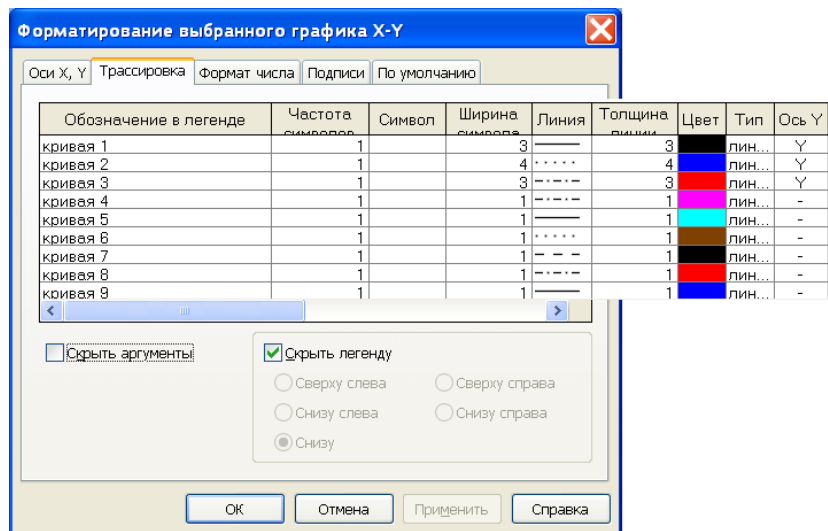 Форматирование выбранного графика X-Y
Оси X, Y Трассировка Формат числа Подписи По умолчанию
Обозначение в легенде Частота символов Символ Ширина символа Линия Толщина линии Цвет Тип Ось Y
кривая 1 1 3 3 лин... Y
кривая 2 1 4 4 лин... Y
кривая 3 1 3 3 лин... Y
кривая 4 1 1 1 лин... -
кривая 5 1 1 1 лин... -
кривая 6 1 1 1 лин... -
кривая 7 1 1 1 лин... -
кривая 8 1 1 1 лин... -
кривая 9 1 1 1 лин... -
Скрыть аргументы
Скрыть легенду
Сверху слева Сверху справа
Снизу слева Снизу справа
Снизу
ОК Отмена Применить Справка